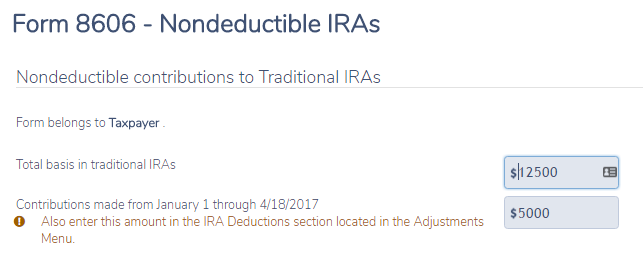 Form 8606 - Nondeductible IRAs
Nondeductible contributions to Traditional IRAs
Form belongs to Taxpayer .
Total basis in traditional IRAs
$12500
Contributions made from January 1 through 4/18/2017
$5000
! Also enter this amount in the IRA Deductions section located in the Adjustments
Menu.